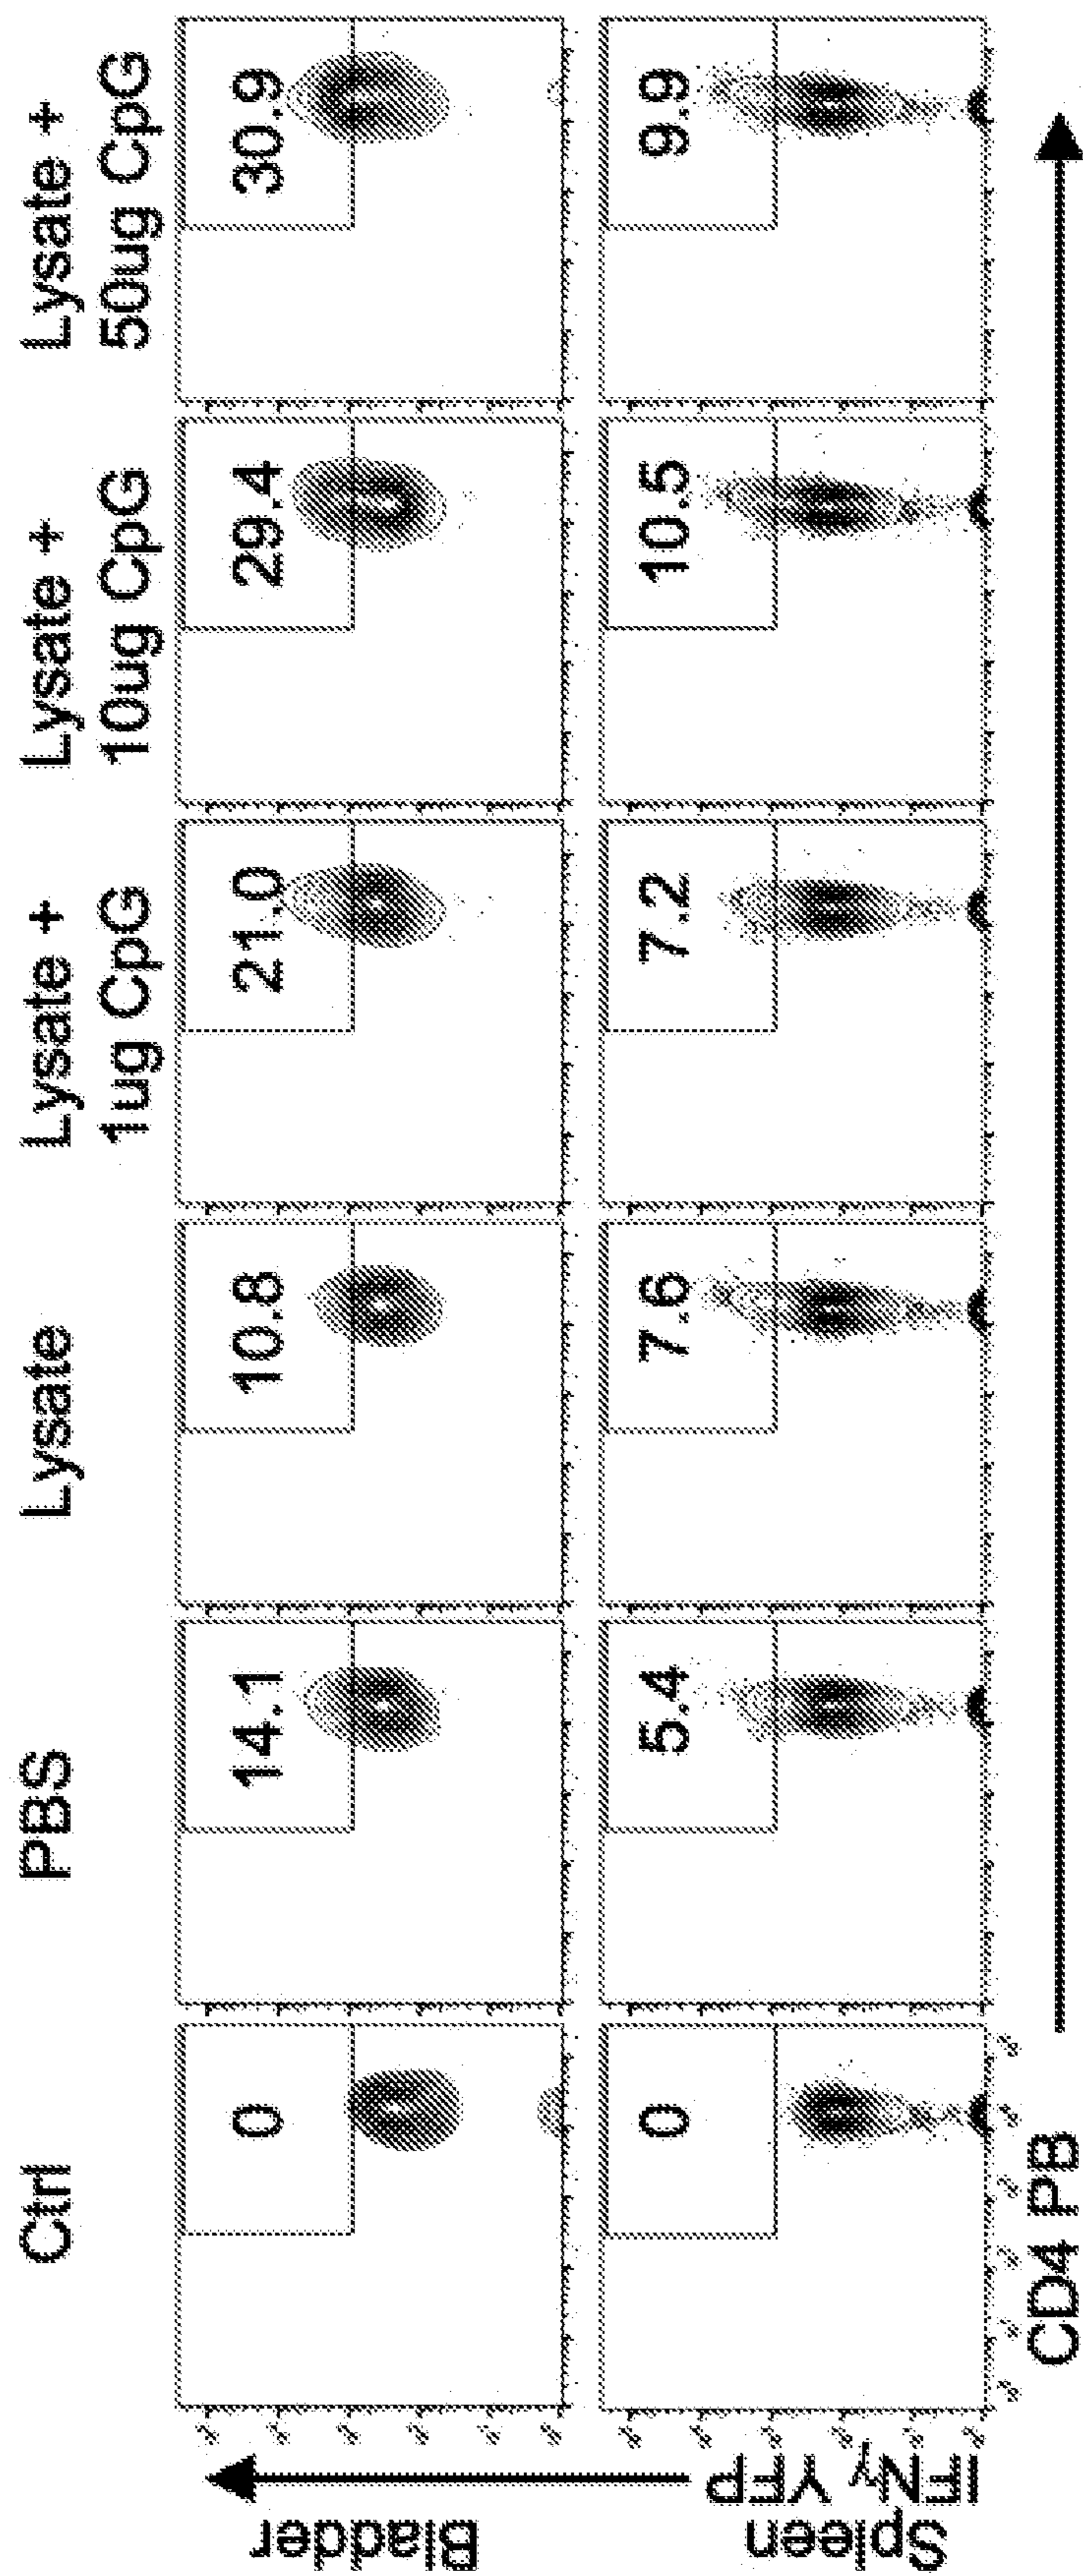 Ctrl
PBS
Lysate
Lysate +
1ug CpG
Lysate +
10ug CpG
Lysate +
50ug CpG
Bladder
0
14.1
10.8
21.0
29.4
30.9
Spleen
0
5.4
7.6
7.2
10.5
9.9
IFNγ YFP
CD4 PB